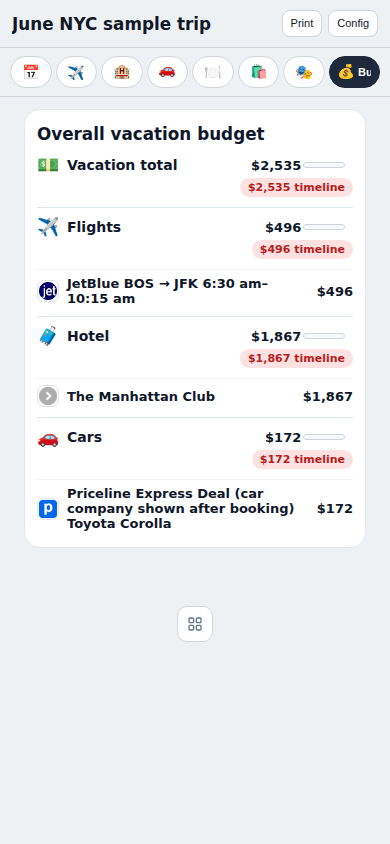 June NYC sample trip
Print
Config
Bu
Overall vacation budget
Vacation total
$2,535
$2,535 timeline
Flights
$496
$496 timeline
jet
JetBlue BOS → JFK 6:30 am–
10:15 am
$496
Hotel
$1,867
$1,867 timeline
The Manhattan Club
$1,867
Cars
$172
$172 timeline
p
Priceline Express Deal (car
company shown after booking)
Toyota Corolla
$172